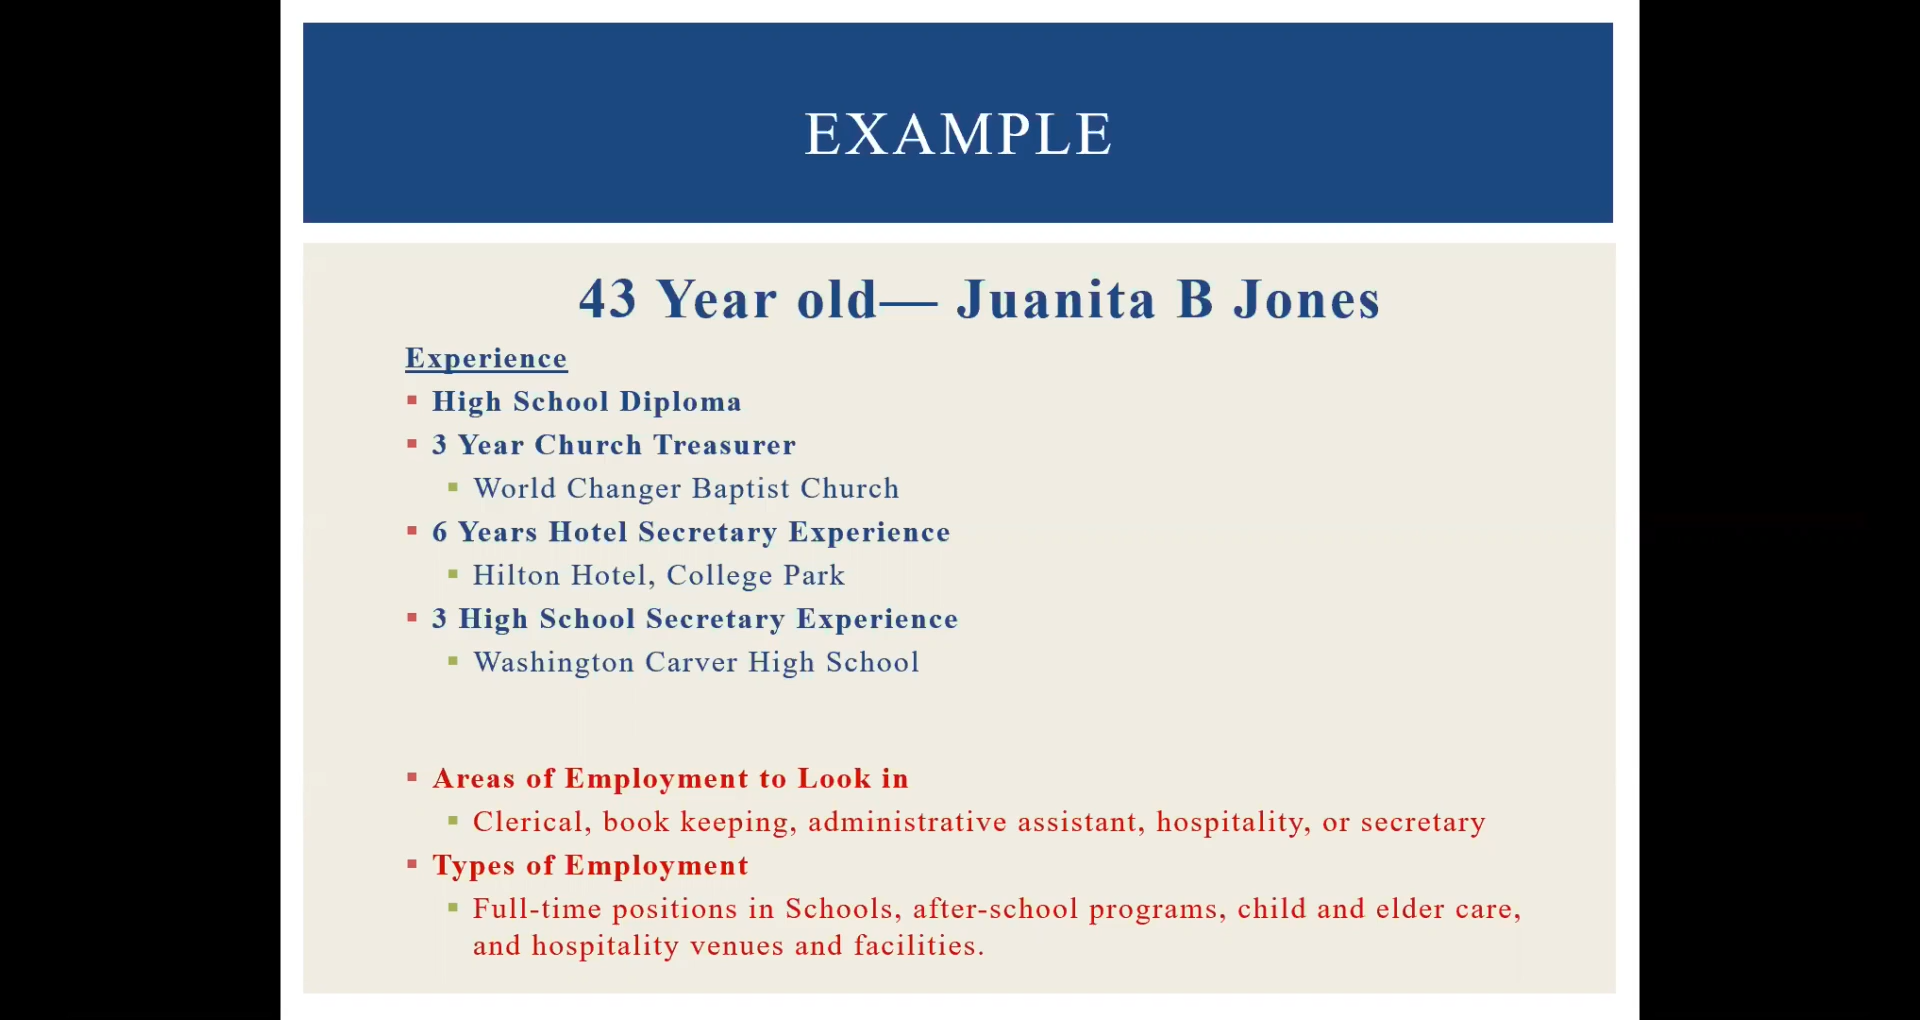 EXAMPLE
43 Year old— Juanita B Jones
Experience
▪ High School Diploma
▪ 3 Year Church Treasurer
▪ World Changer Baptist Church
▪ 6 Years Hotel Secretary Experience
▪ Hilton Hotel, College Park
▪ 3 High School Secretary Experience
▪ Washington Carver High School
▪ Areas of Employment to Look in
▪ Clerical, book keeping, administrative assistant, hospitality, or secretary
▪ Types of Employment
▪ Full-time positions in Schools, after-school programs, child and elder care,
and hospitality venues and facilities.